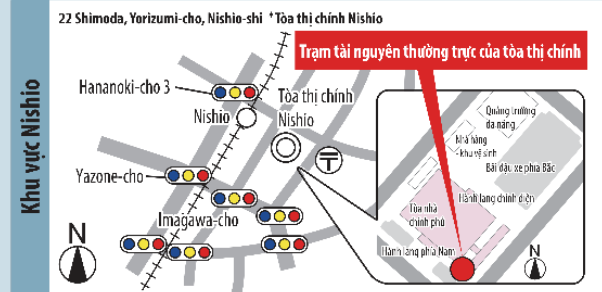 22 Shimoda, Yorizumi-cho, Nishio-shi *Tòa thị chính Nishio
Khu vực Nishio
Trạm tài nguyên thường trực của tòa thị chính
Hananoki-cho 3
Tòa thị chính
Nishio
Nishio
Yazone-cho
Imagawa-cho
N
Quảng trường
đa năng
Nhà hàng
- khu vệ sinh
Bãi đậu xe phía Bắc
Hành lang chính diện
Tòa nhà
chính phủ
Hành lang phía Nam
N